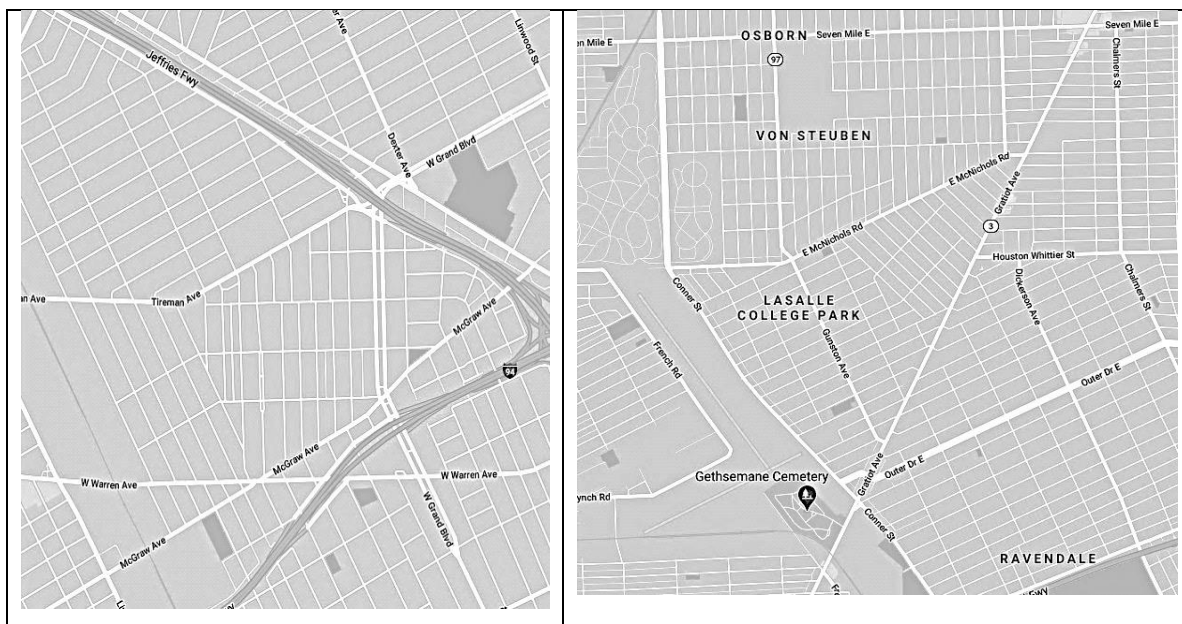 Linwood St
Jeffries Fwy
Dexter Ave
W Grand Blvd
Tireman Ave
McGraw Ave
94
McGraw Ave
W Warren Ave
W Warren Ave
W Grand Blvd
McGraw Ave
Seven Mile E
OSBORN
Seven Mile E
97
Chalmers St
VON STEUBEN
E McNichols Rd
Gratiot Ave
3
E McNichols Rd
Houston Whittier St
Conner St
Dickerson Ave
Chalmers St
LASALLE
COLLEGE PARK
Gunston Ave
French Rd
Outer Dr E
Outer Dr E
Gratiot Ave
Gethsemane Cemetery
Conner St
RAVENDALE